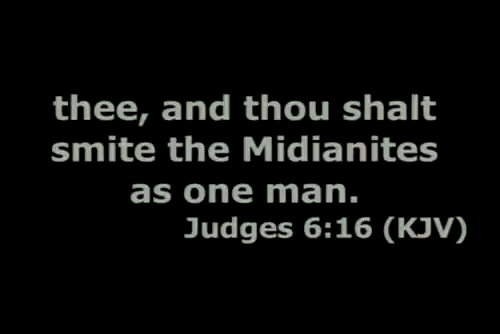 thee, and thou shalt
smite the Midianites
as one man.
Judges 6:16 (KJV)